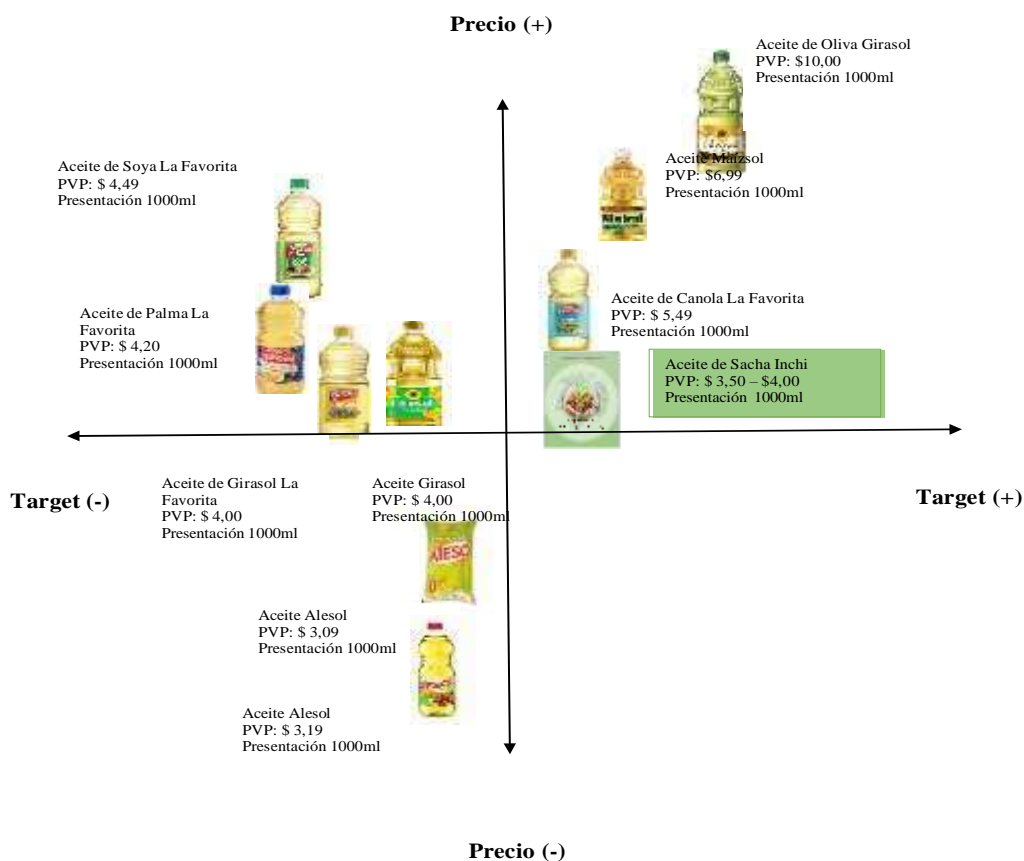 Precio (+)
Aceite de Oliva Girasol
PVP: $10,00
Presentación 1000ml
Aceite Maízsol
PVP: $6,99
Presentación 1000ml
Aceite de Soya La Favorita
PVP: $ 4,49
Presentación 1000ml
Aceite de Canola La Favorita
PVP: $ 5,49
Presentación 1000ml
Aceite de Palma La
Favorita
PVP: $ 4,20
Presentación 1000ml
Aceite de Sacha Inchi
PVP: $ 3,50 – $4,00
Presentación 1000ml
Target (-)
Target (+)
Aceite de Girasol La
Favorita
PVP: $ 4,00
Presentación 1000ml
Aceite Girasol
PVP: $ 4,00
Presentación 1000ml
Aceite Alesol
PVP: $ 3,09
Presentación 1000ml
Aceite Alesol
PVP: $ 3,19
Presentación 1000ml
Precio (-)